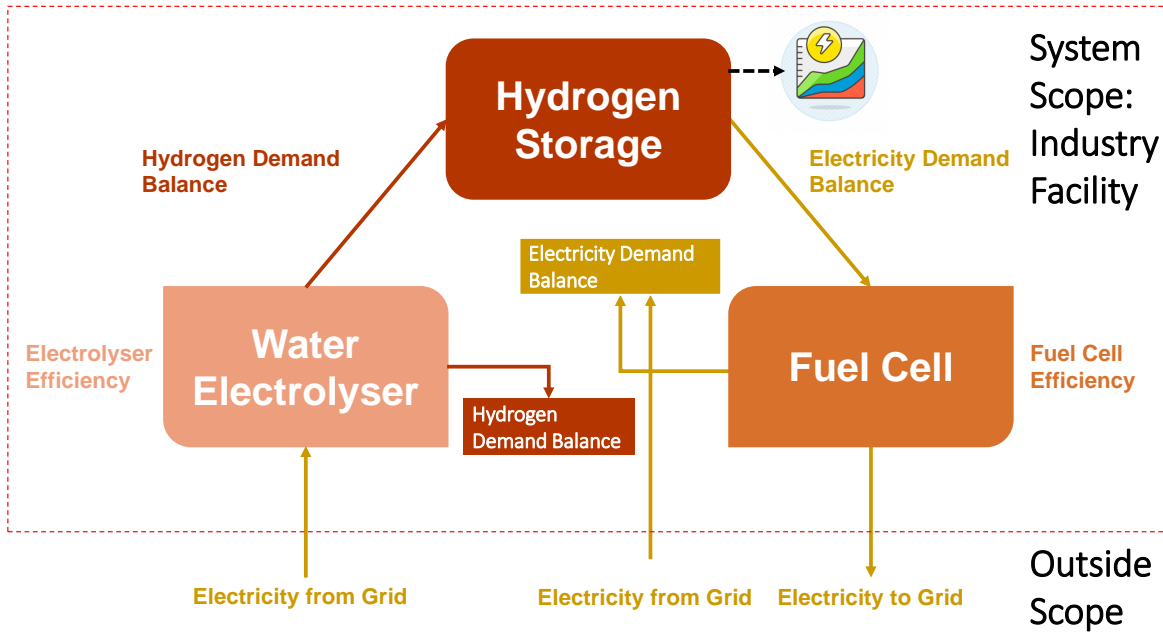 System
Scope:
Industry
Facility
Hydrogen
Storage
Hydrogen Demand
Balance
Electricity Demand
Balance
Electricity Demand
Balance
Water
Electrolyser
Fuel Cell
Electrolyser
Efficiency
Fuel Cell
Efficiency
Hydrogen
Demand Balance
Electricity from Grid
Electricity from Grid
Electricity to Grid
Outside
Scope